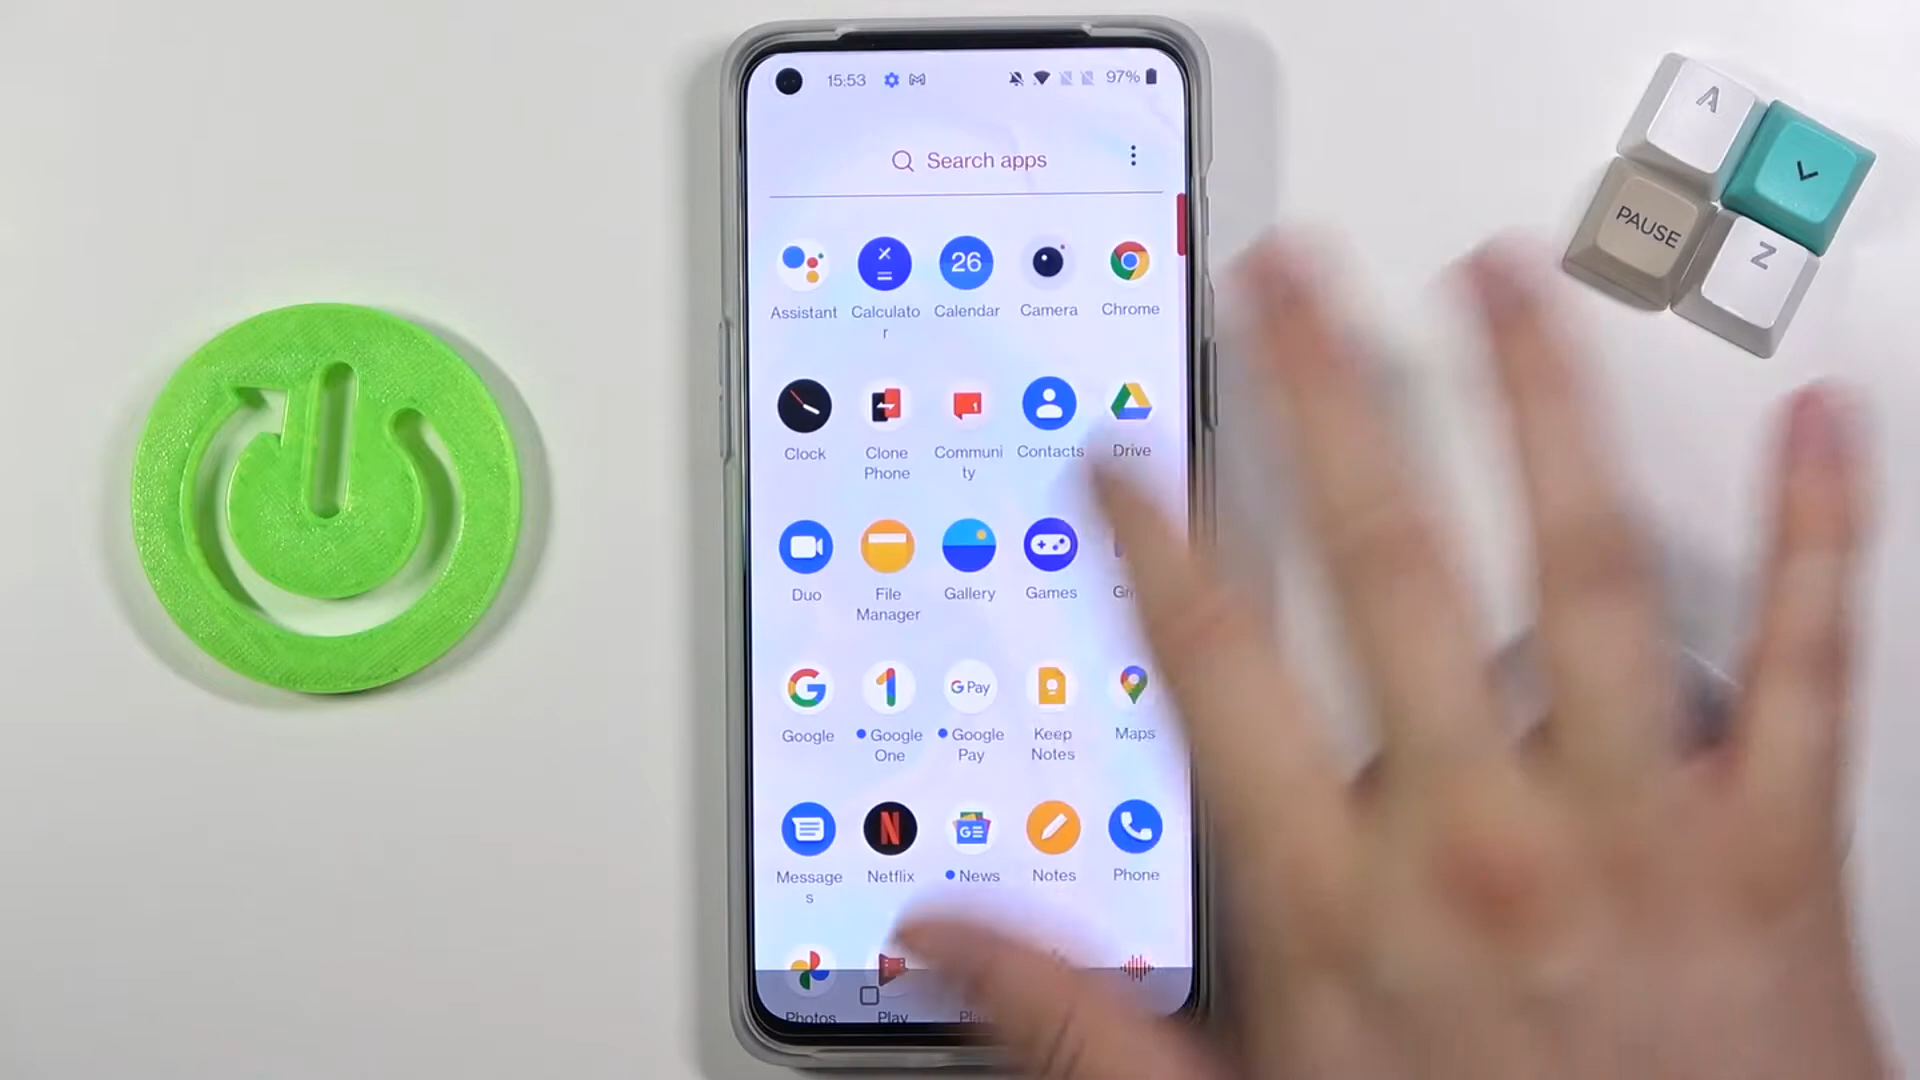 15:53
97%
Search apps
A
PAUSE
Z
26
Assistant
Calculato
r
Calendar
Camera
Chrome
1
Clock
Clone
Phone
Communi
ty
Contacts
Drive
Duo
File
Manager
Gallery
Games
G Pay
Google
Google
One
Google
Pay
Keep
Notes
Maps
N
GE
Message
s
Netflix
News
Notes
Phone
Photos
Play